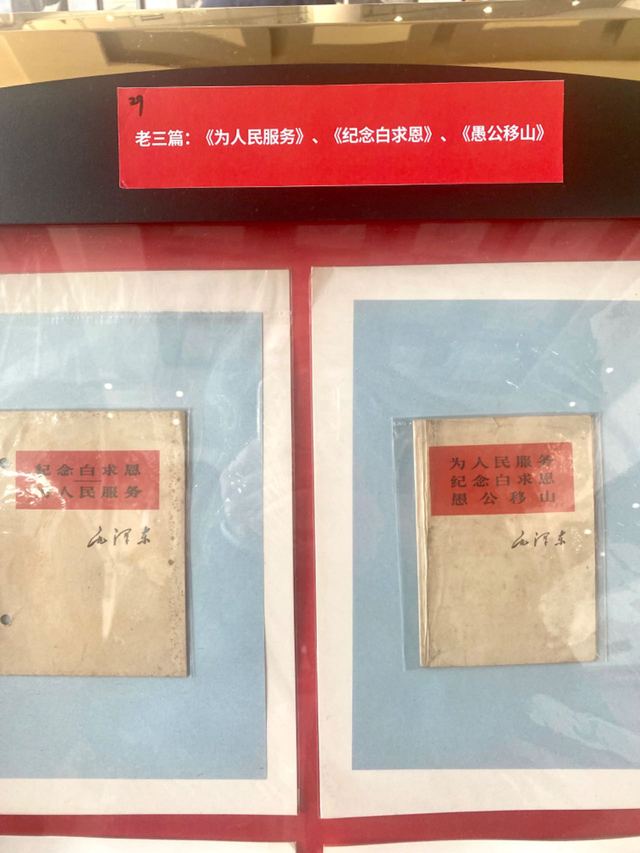 29
老三篇：《为人民服务》、《纪念白求恩》、《愚公移山》
纪念白求恩
为人民服务
毛泽东
为人民服务
纪念白求恩
愚公移山
毛泽东